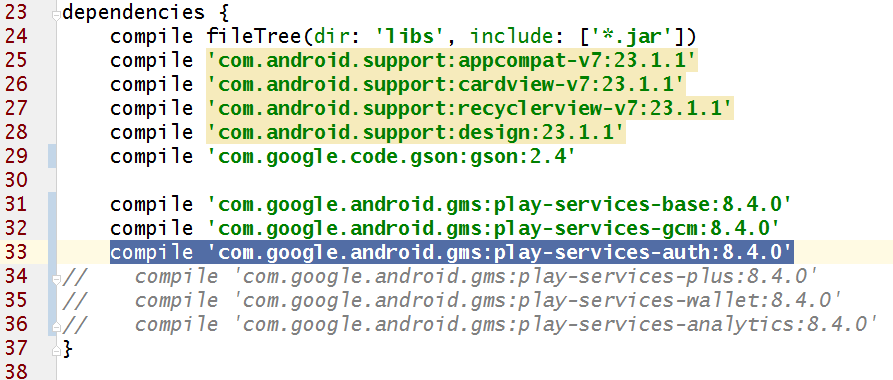 23 dependencies {
24 compile fileTree(dir: 'libs', include: ['*.jar'])
25 compile 'com.android.support:appcompat-v7:23.1.1'
26 compile 'com.android.support:cardview-v7:23.1.1'
27 compile 'com.android.support:recyclerview-v7:23.1.1'
28 compile 'com.android.support:design:23.1.1'
29 compile 'com.google.code.gson:gson:2.4'
30
31 compile 'com.google.android.gms:play-services-base:8.4.0'
32 compile 'com.google.android.gms:play-services-gcm:8.4.0'
33 compile 'com.google.android.gms:play-services-auth:8.4.0'
34 // compile 'com.google.android.gms:play-services-plus:8.4.0'
35 // compile 'com.google.android.gms:play-services-wallet:8.4.0'
36 // compile 'com.google.android.gms:play-services-analytics:8.4.0'
37 }
38